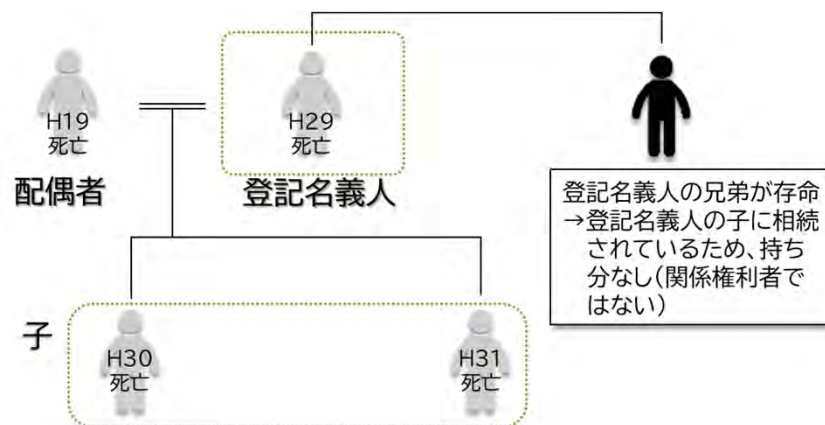 H19
死亡
配偶者
H29
死亡
登記名義人
登記名義人の兄弟が存命
→登記名義人の子に相続
されているため、持ち
分なし(関係権利者で
はない)
子
H30
死亡
H31
死亡